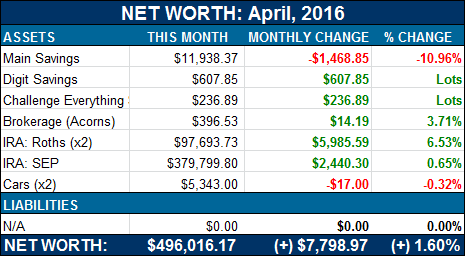 NET WORTH: April, 2016
ASSETS THIS MONTH MONTHLY CHANGE % CHANGE
Main Savings $11,938.37 -$1,468.85 -10.96%
Digit Savings $607.85 $607.85 Lots
Challenge Everything $236.89 $236.89 Lots
Brokerage (Acorns) $396.53 $14.19 3.71%
IRA: Roths (x2) $97,693.73 $5,985.59 6.53%
IRA: SEP $379,799.80 $2,440.30 0.65%
Cars (x2) $5,343.00 -$17.00 -0.32%
LIABILITIES
N/A $0.00 $0.00 0.00%
NET WORTH: $496,016.17 (+) $7,798.97 (+) 1.60%